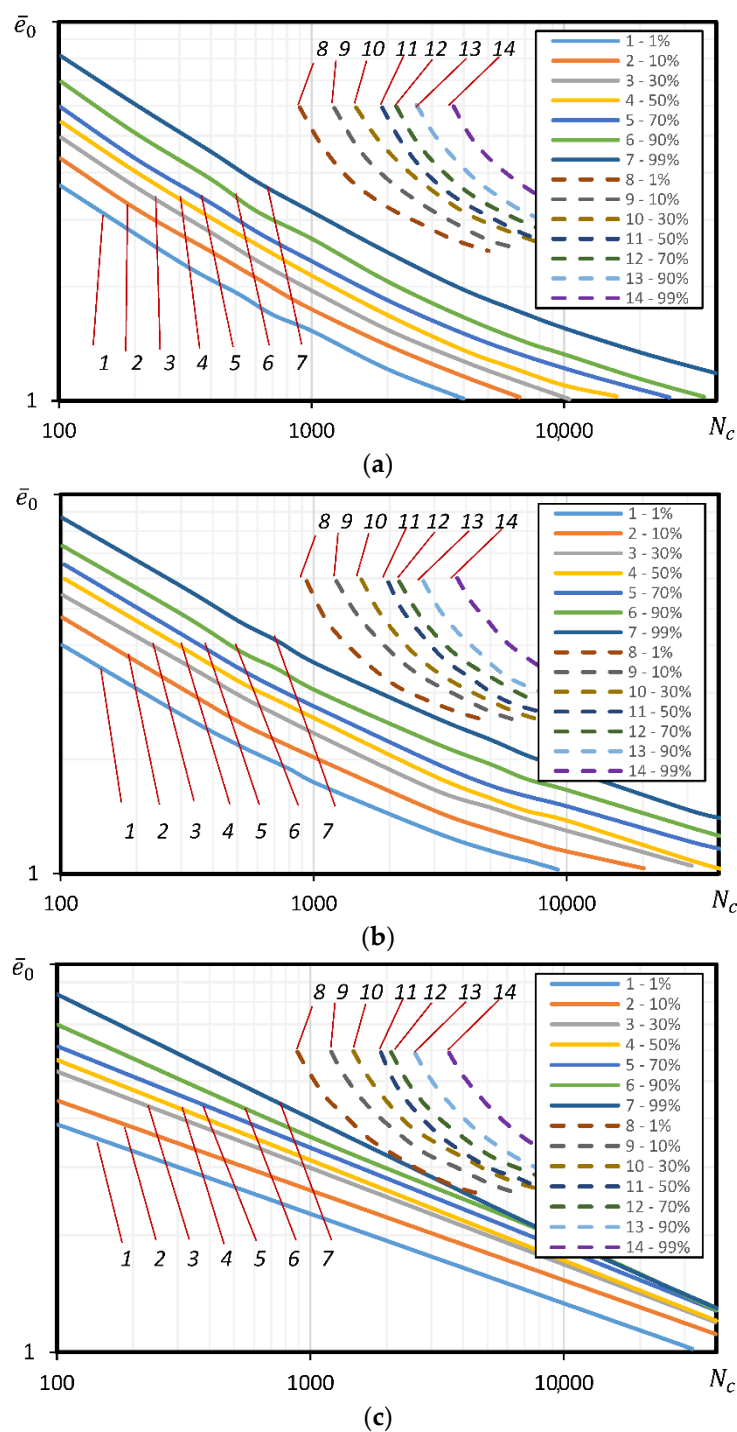 ē₀
8 9 10 11 12 13 14
1 - 1%
2 - 10%
3 - 30%
4 - 50%
5 - 70%
6 - 90%
7 - 99%
8 - 1%
9 - 10%
10 - 30%
11 - 50%
12 - 70%
13 - 90%
14 - 99%
1 2 3 4 5 6 7
1
100 1000 10,000 N_c
(a)
ē₀
8 9 10 11 12 13 14
1 - 1%
2 - 10%
3 - 30%
4 - 50%
5 - 70%
6 - 90%
7 - 99%
8 - 1%
9 - 10%
10 - 30%
11 - 50%
12 - 70%
13 - 90%
14 - 99%
1 2 3 4 5 6 7
1
100 1000 10,000 N_c
(b)
ē₀
8 9 10 11 12 13 14
1 - 1%
2 - 10%
3 - 30%
4 - 50%
5 - 70%
6 - 90%
7 - 99%
8 - 1%
9 - 10%
10 - 30%
11 - 50%
12 - 70%
13 - 90%
14 - 99%
1 2 3 4 5 6 7
1
100 1000 10,000 N_c
(c)